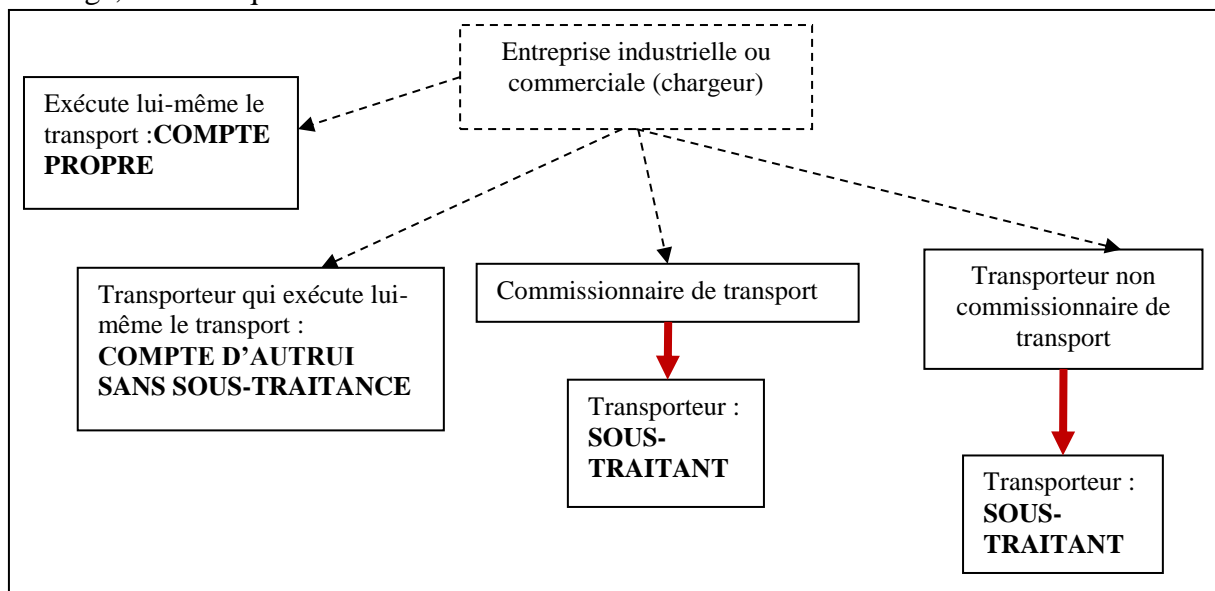 Entreprise industrielle ou
commerciale (chargeur)
Exécute lui-même le
transport :COMPTE
PROPRE
Transporteur qui exécute lui-
même le transport :
COMPTE D’AUTRUI
SANS SOUS-TRAITANCE
Commissionnaire de transport
Transporteur non
commissionnaire de
transport
Transporteur :
SOUS-
TRAITANT
Transporteur :
SOUS-
TRAITANT